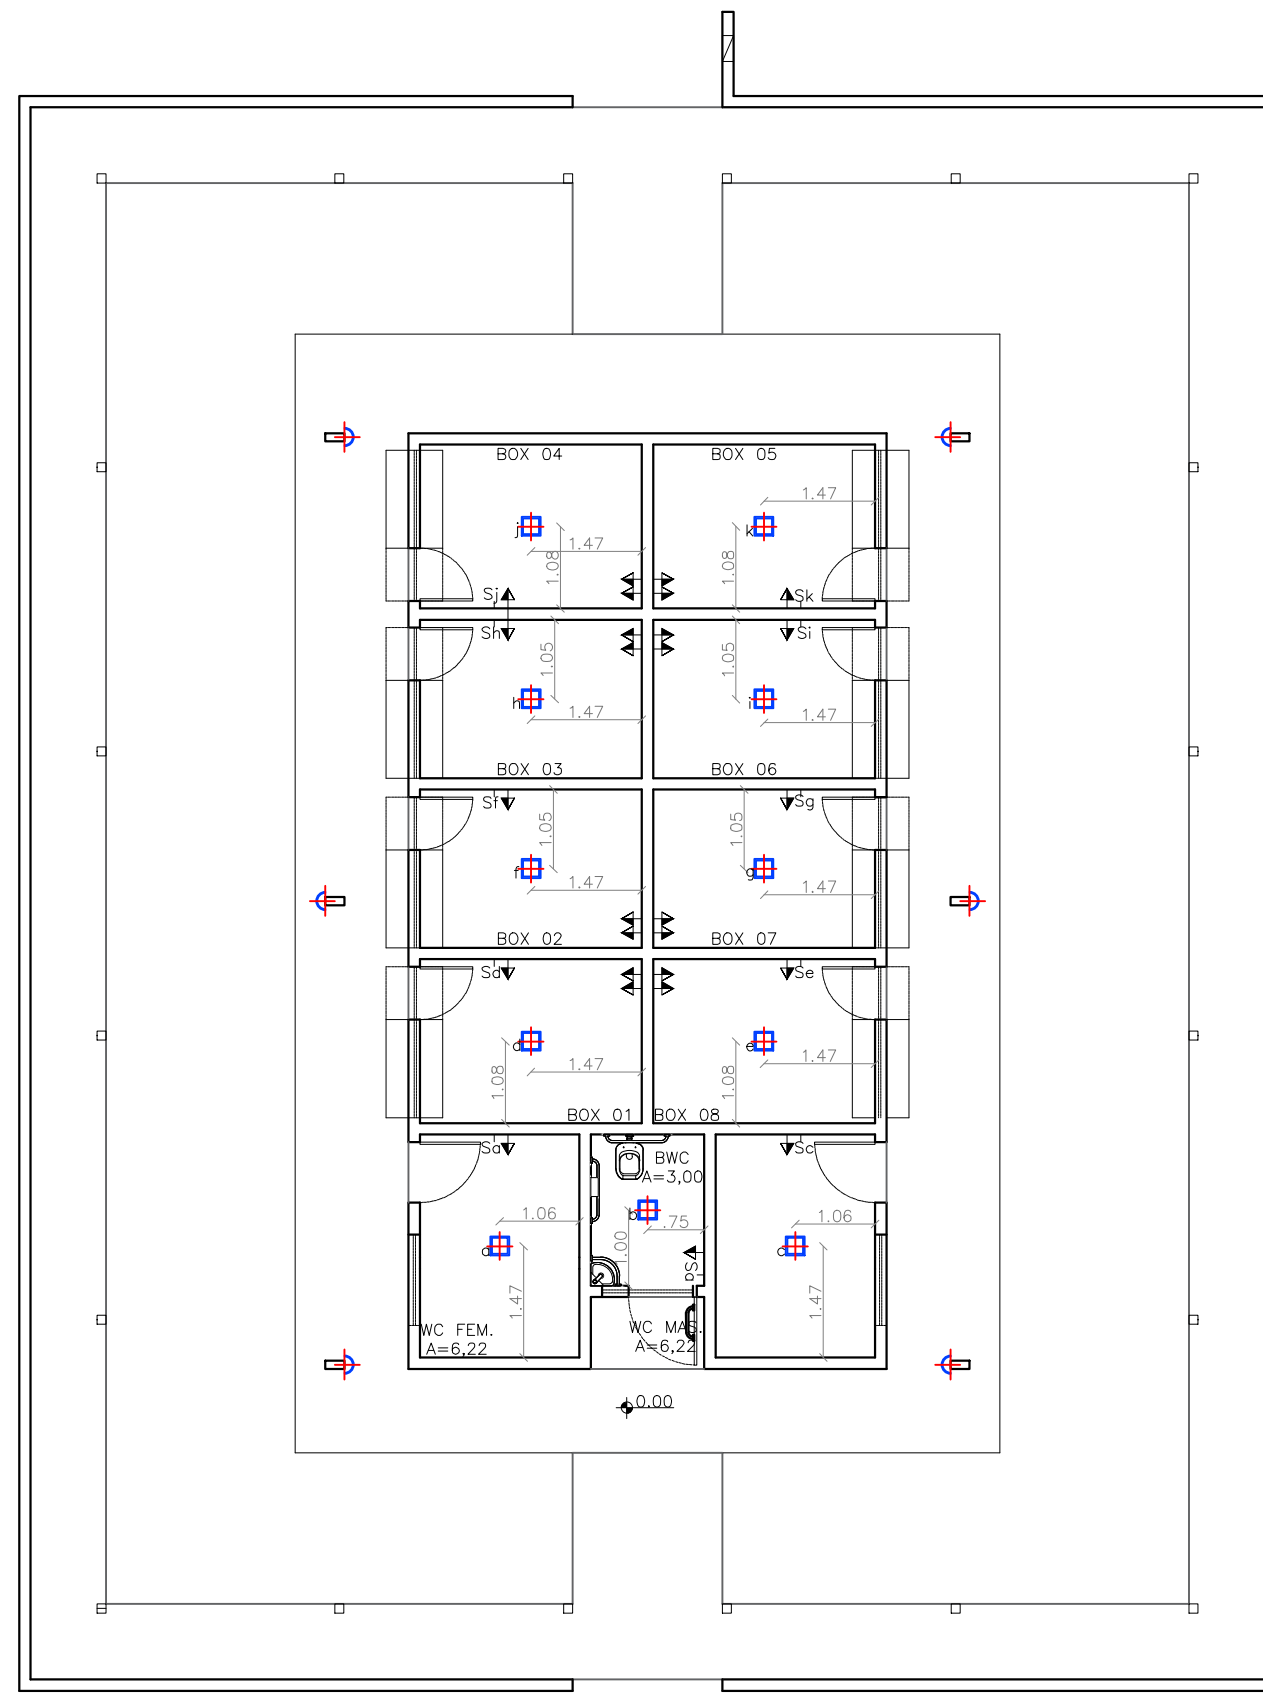 BOX 04
BOX 05
1.47
j
k
1.47
1.08
1.08
Sj
Sk
Sh
Si
1.05
1.05
h
i
1.47
1.47
BOX 03
BOX 06
Sf
Sg
1.05
1.05
f
g
1.47
1.47
BOX 02
BOX 07
Sd
Se
d
e
1.47
1.47
1.08
1.08
BOX 01
BOX 08
Sa
Sc
BWC
A=3,00
1.06
b
.75
1.06
a
1.00
c
Sb
1.47
1.47
WC FEM.
A=6,22
WC MAS.
A=6,22
0.00